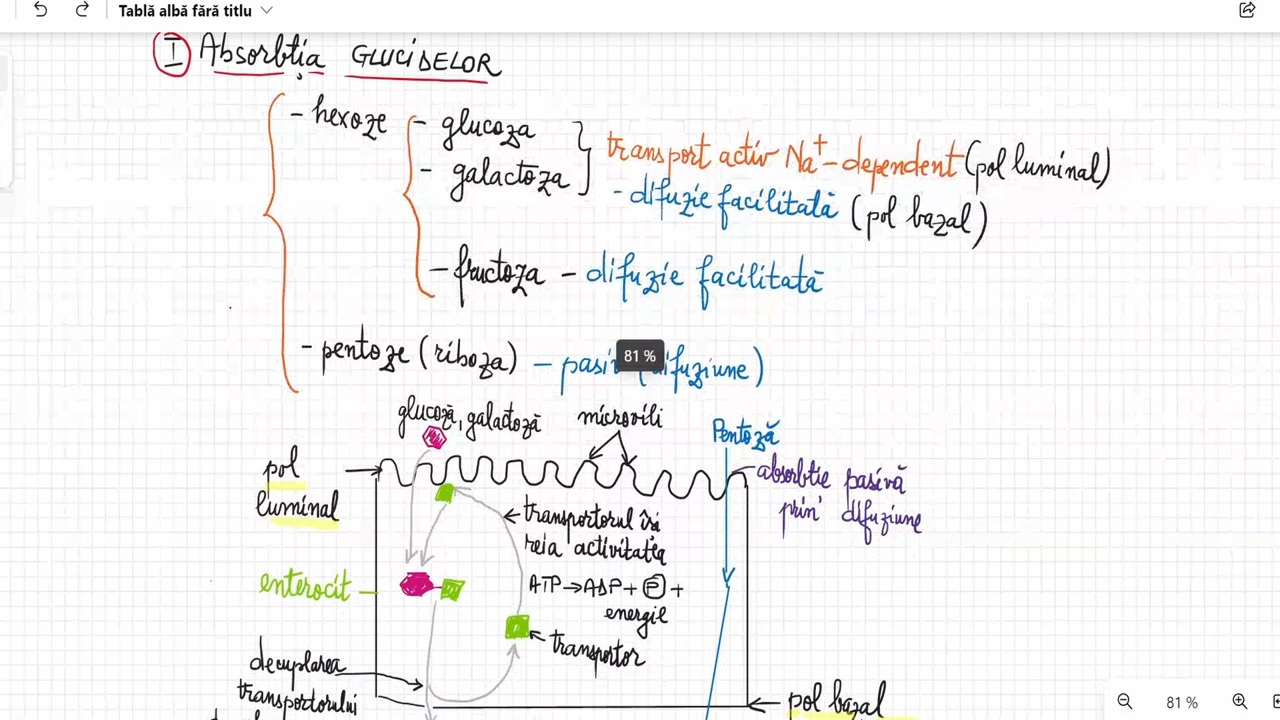 Tablă albă fără titlu
I Absorbția GLUCIDELOR
- hexoze - glucoza
- galactoza
transport activ Na+ - dependent (pol luminal)
- difuzie facilitată (pol bazal)
- fructoza - difuzie facilitată
- pentoze (riboza) - pasiv (difuziune)
81 %
glucoză, galactoză
microvili
Pentoză
pol
luminal
absorbtie pasivă
prin difuziune
transportorul își
reia activitatea
enterocit
ATP → ADP + P +
energie
transportor
decuplarea
transportorului
pol bazal
81 %